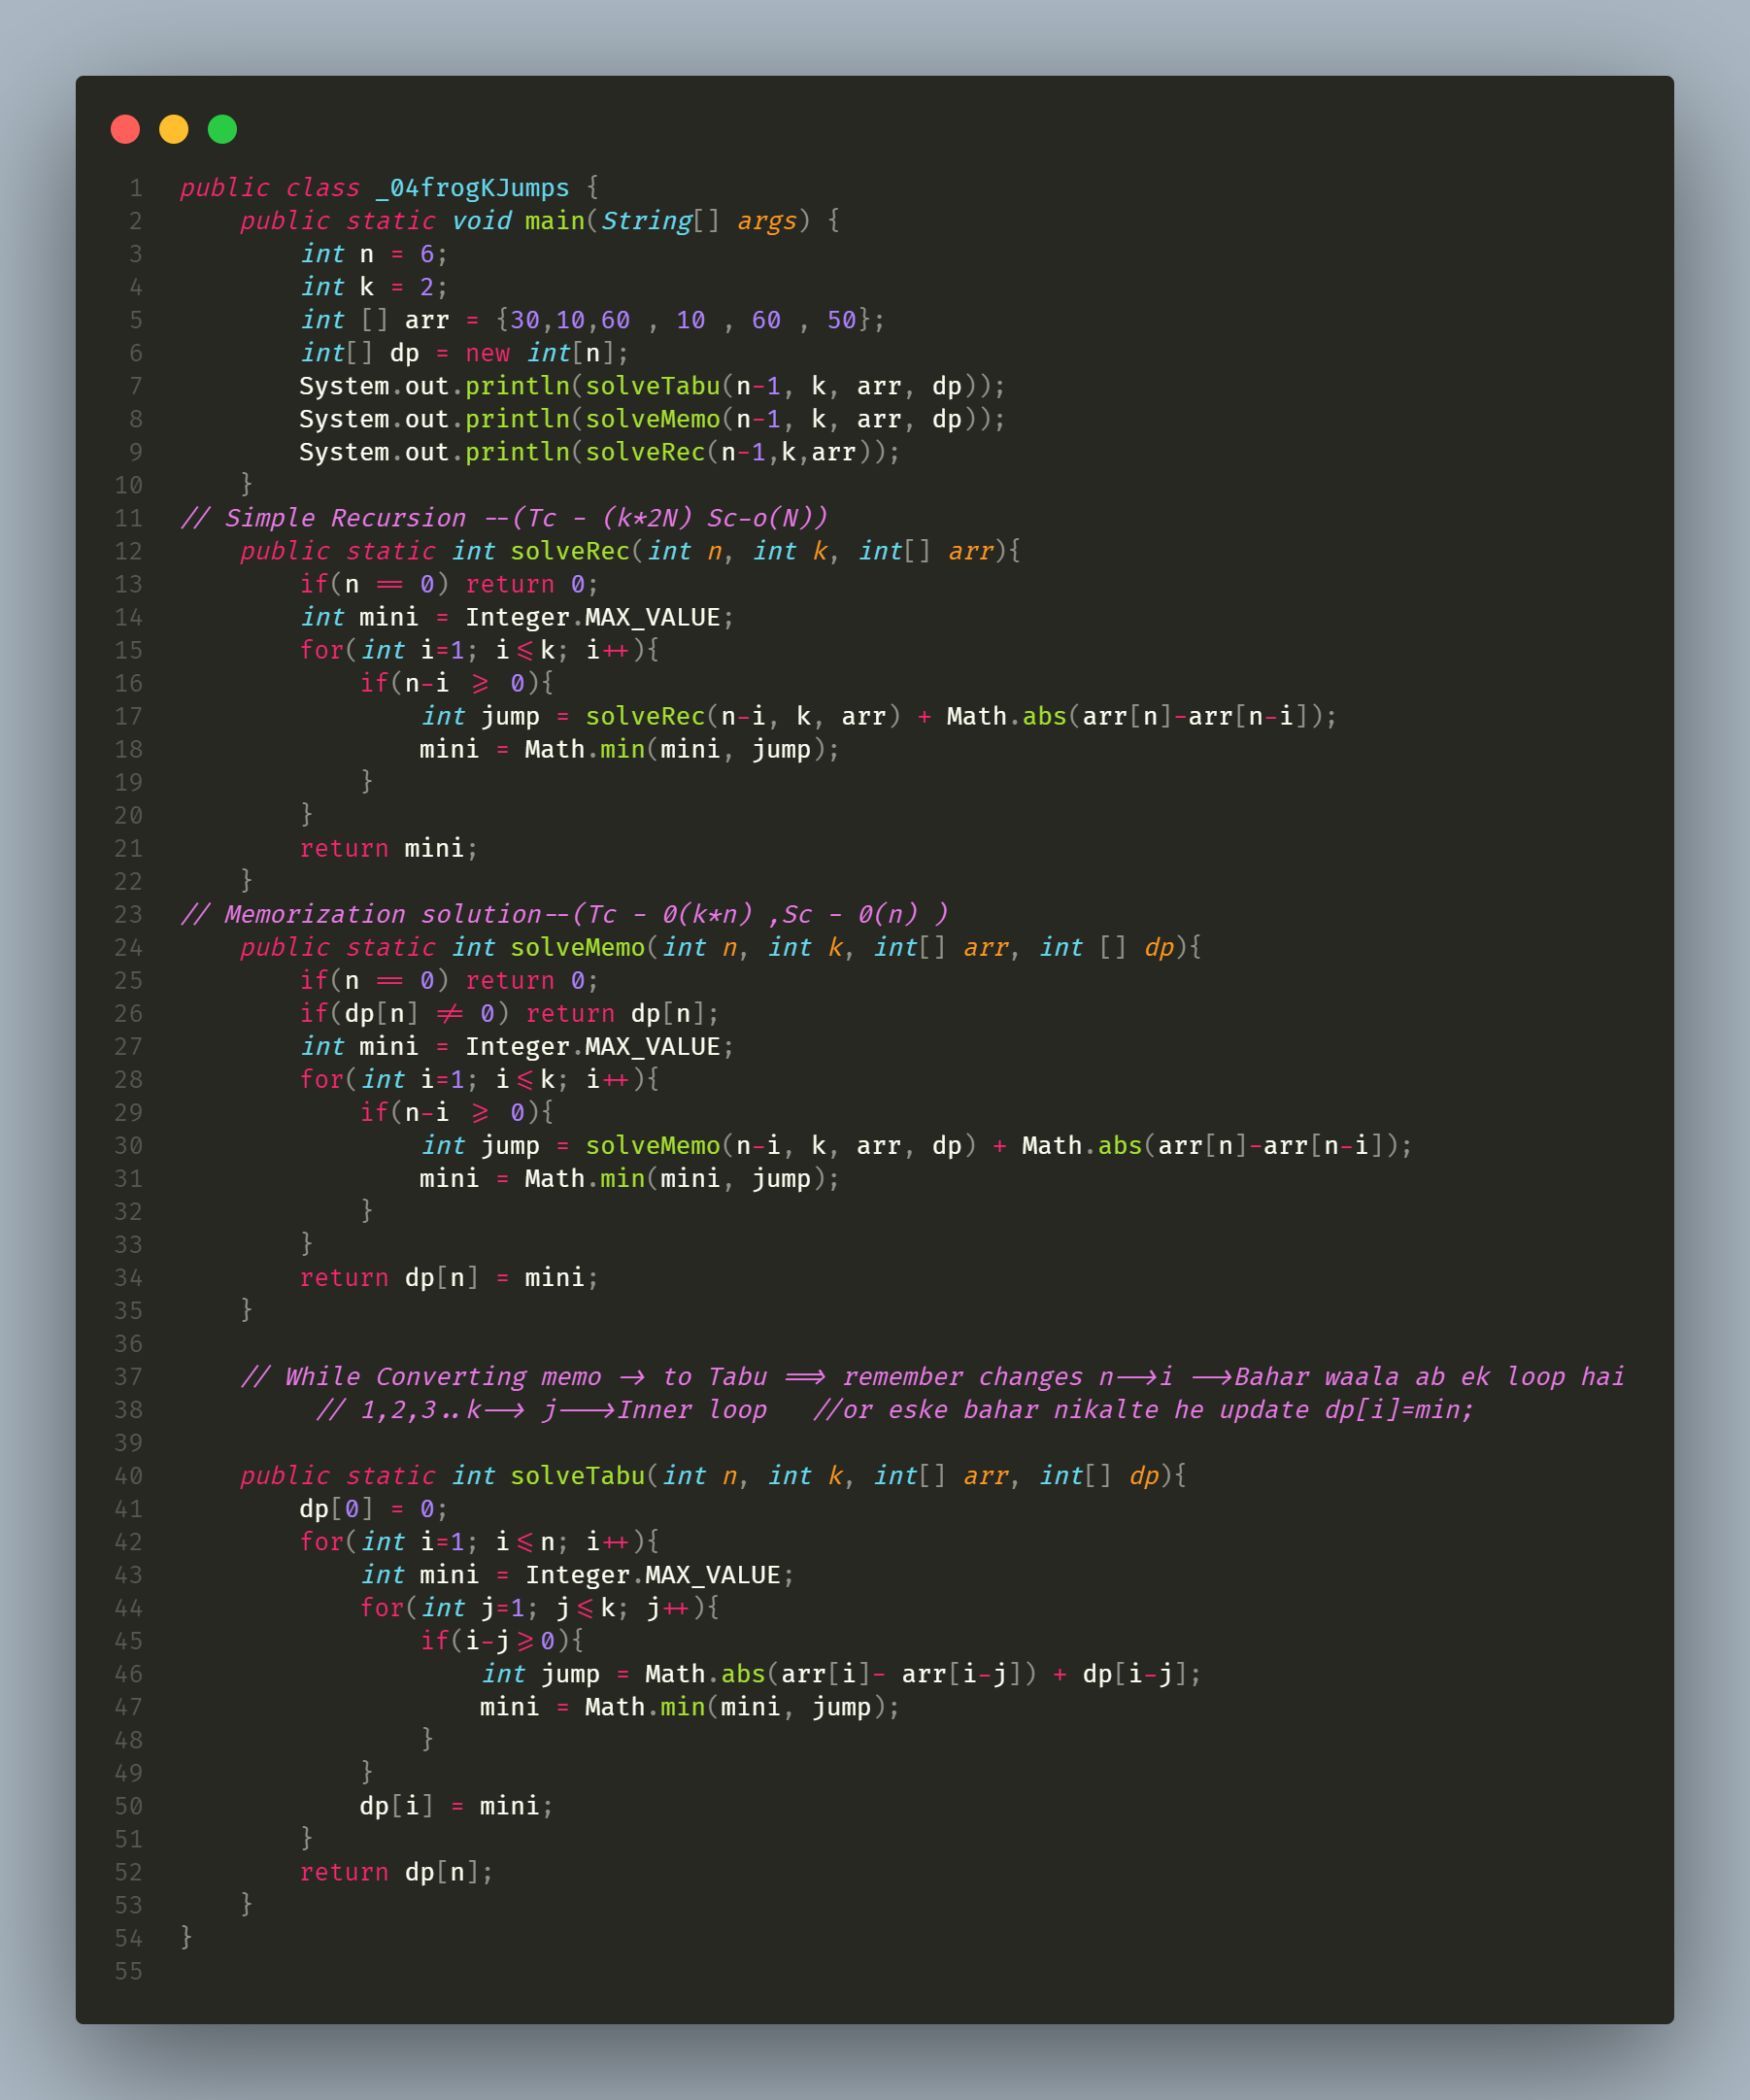 1 public class _04frogKJumps {
2 public static void main(String[] args) {
3 int n = 6;
4 int k = 2;
5 int [] arr = {30,10,60 , 10 , 60 , 50};
6 int[] dp = new int[n];
7 System.out.println(solveTabu(n-1, k, arr, dp));
8 System.out.println(solveMemo(n-1, k, arr, dp));
9 System.out.println(solveRec(n-1,k,arr));
10 }
11 // Simple Recursion --(Tc - (k*2N) Sc-o(N))
12 public static int solveRec(int n, int k, int[] arr){
13 if(n == 0) return 0;
14 int mini = Integer.MAX_VALUE;
15 for(int i=1; i<=k; i++){
16 if(n-i >= 0){
17 int jump = solveRec(n-i, k, arr) + Math.abs(arr[n]-arr[n-i]);
18 mini = Math.min(mini, jump);
19 }
20 }
21 return mini;
22 }
23 // Memorization solution--(Tc - 0(k*n) ,Sc - 0(n) )
24 public static int solveMemo(int n, int k, int[] arr, int [] dp){
25 if(n == 0) return 0;
26 if(dp[n] != 0) return dp[n];
27 int mini = Integer.MAX_VALUE;
28 for(int i=1; i<=k; i++){
29 if(n-i >= 0){
30 int jump = solveMemo(n-i, k, arr, dp) + Math.abs(arr[n]-arr[n-i]);
31 mini = Math.min(mini, jump);
32 }
33 }
34 return dp[n] = mini;
35 }
36
37 // While Converting memo -> to Tabu ==> remember changes n-->i -->Bahar waala ab ek loop hai
38 // 1,2,3..k--> j--->Inner loop //or eske bahar nikalte he update dp[i]=min;
39
40 public static int solveTabu(int n, int k, int[] arr, int[] dp){
41 dp[0] = 0;
42 for(int i=1; i<=n; i++){
43 int mini = Integer.MAX_VALUE;
44 for(int j=1; j<=k; j++){
45 if(i-j>=0){
46 int jump = Math.abs(arr[i]- arr[i-j]) + dp[i-j];
47 mini = Math.min(mini, jump);
48 }
49 }
50 dp[i] = mini;
51 }
52 return dp[n];
53 }
54 }
55